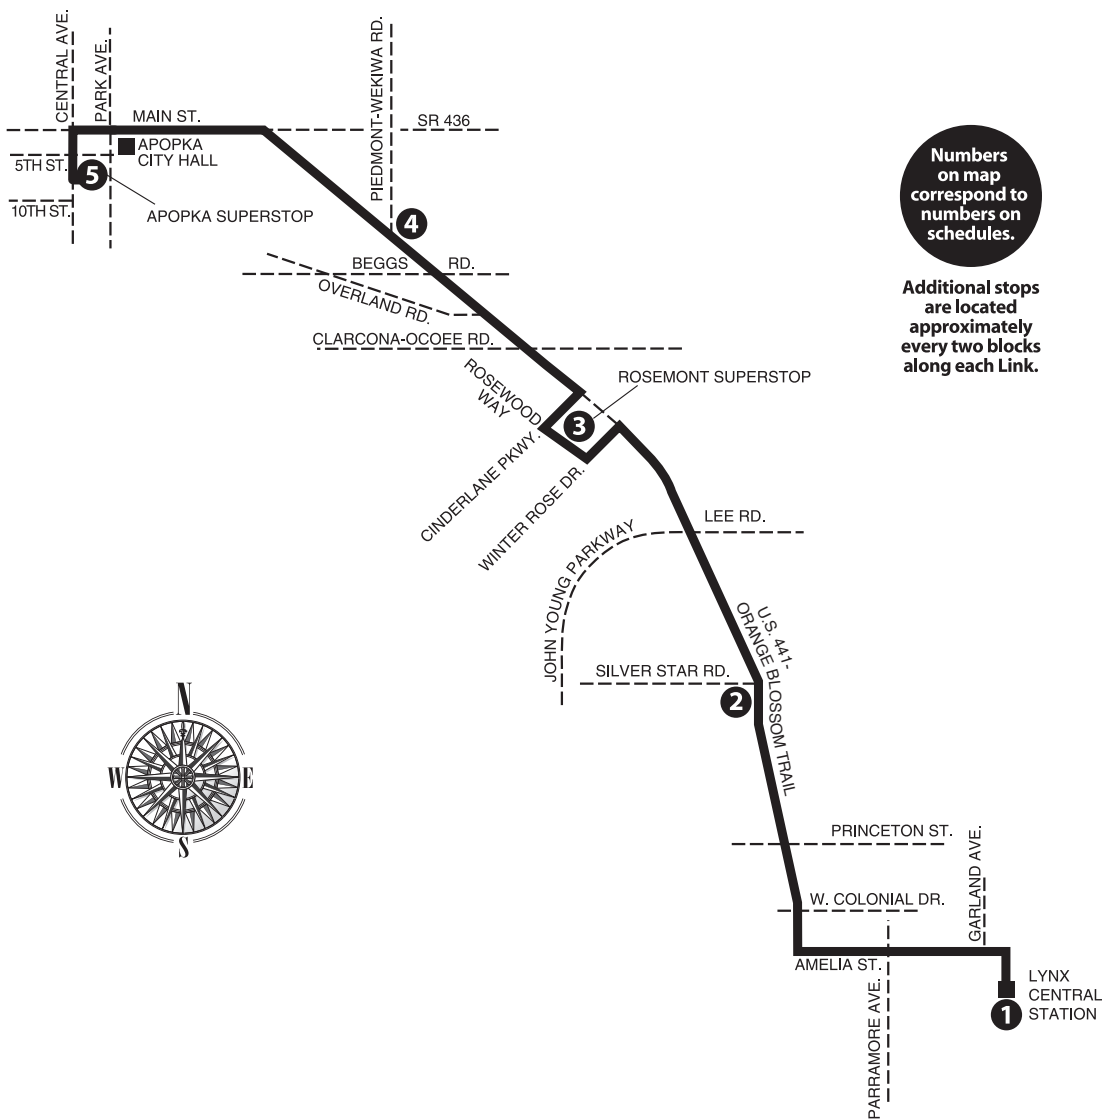 CENTRAL AVE.
PARK AVE.
PIEDMONT-WEKIWA RD.
MAIN ST.
SR 436
APOPKA
CITY HALL
5TH ST.
5
10TH ST.
APOPKA SUPERSTOP
4
BEGGS RD.
OVERLAND RD.
CLARCONA-OCOEE RD.
Numbers
on map
correspond to
numbers on
schedules.
Additional stops
are located
approximately
every two blocks
along each Link.
ROSEWOOD
WAY
ROSEMONT SUPERSTOP
3
CINDERLANE PKWY.
WINTER ROSE DR.
LEE RD.
JOHN YOUNG PARKWAY
U.S. 441-
ORANGE BLOSSOM TRAIL
SILVER STAR RD.
2
N
W
E
S
PRINCETON ST.
GARLAND AVE.
W. COLONIAL DR.
AMELIA ST.
PARRAMORE AVE.
1
LYNX
CENTRAL
STATION